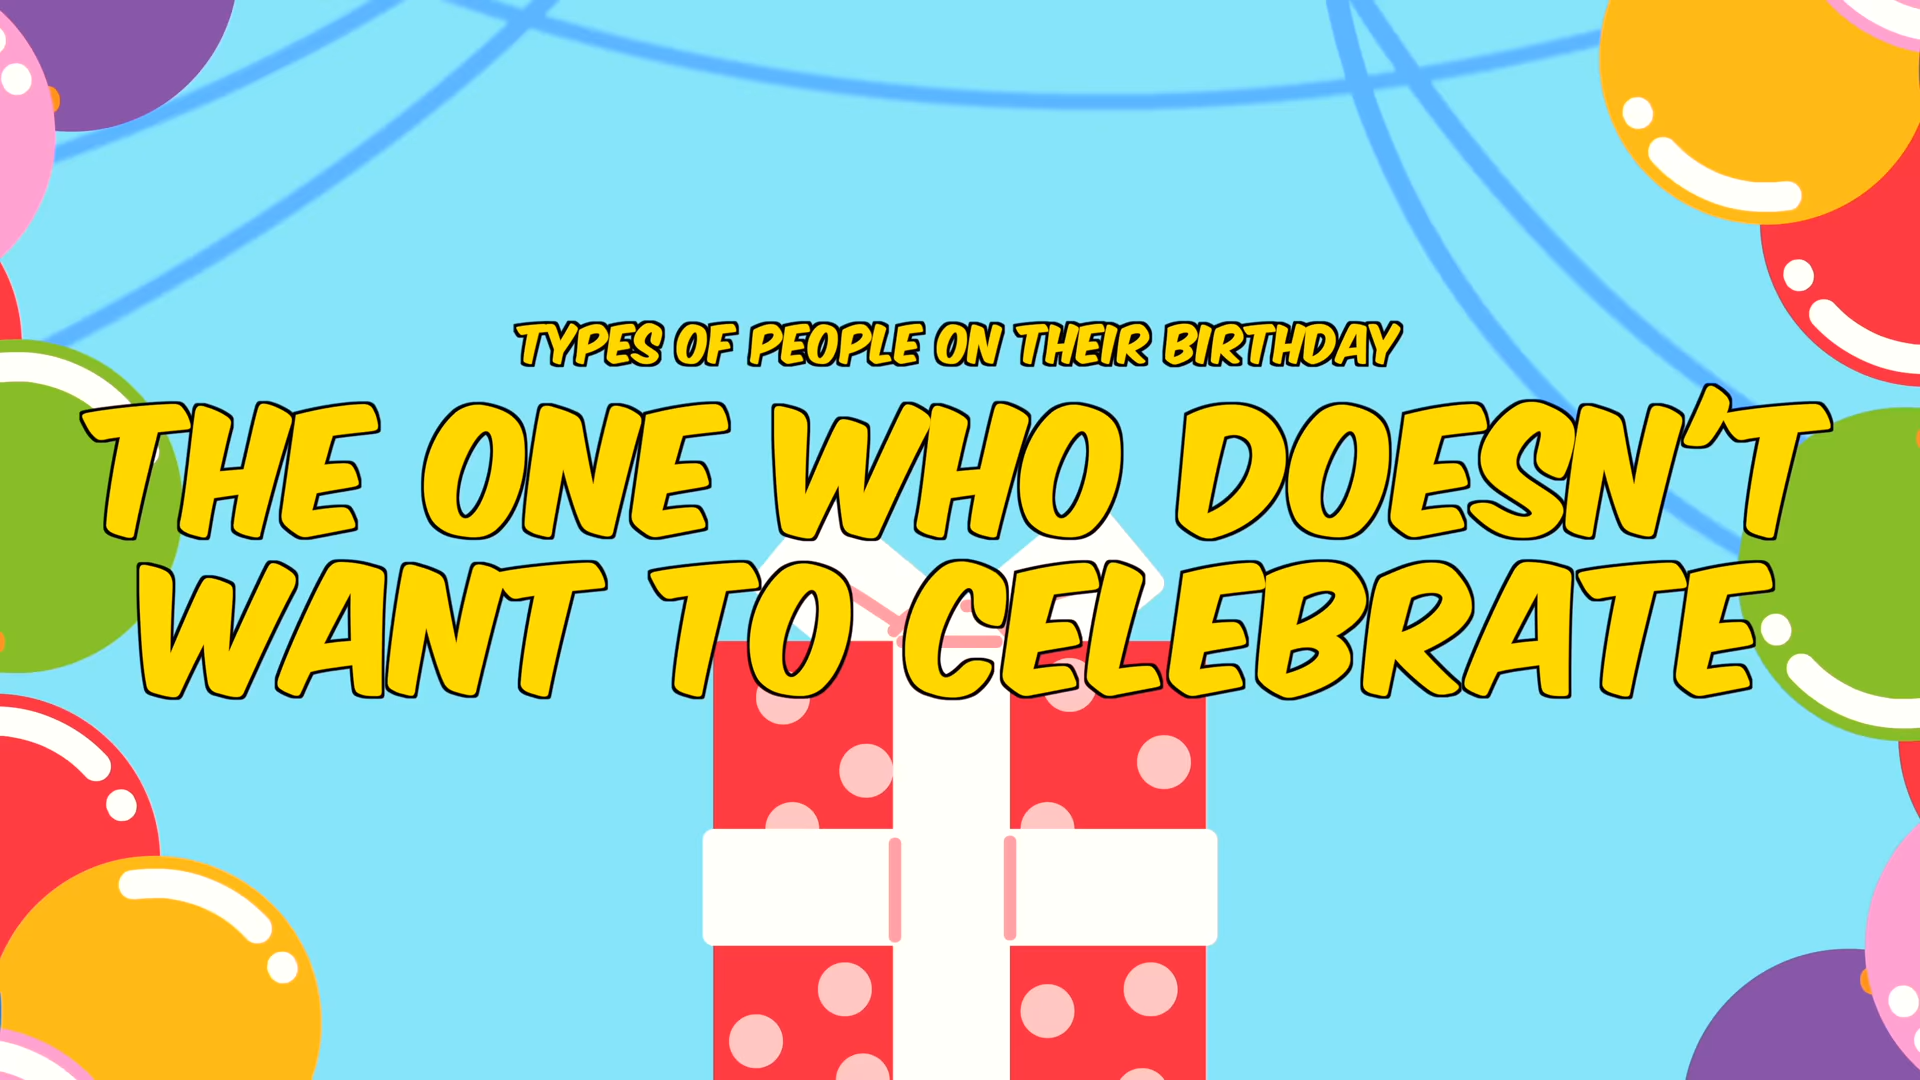 TYPES OF PEOPLE ON THEIR BIRTHDAY
THE ONE WHO DOESN'T
WANT TO CELEBRATE